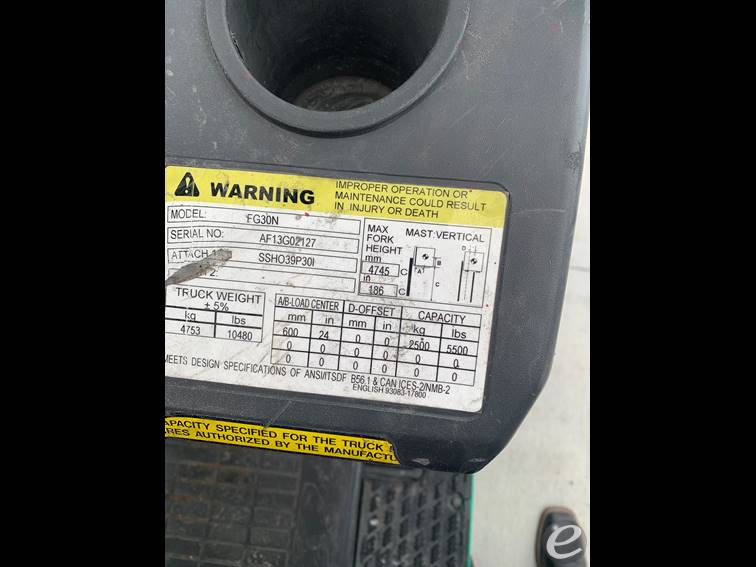 WARNING
IMPROPER OPERATION OR
MAINTENANCE COULD RESULT
IN INJURY OR DEATH
MODEL: FG30N
SERIAL NO: AF13G02127
ATTACH SSHO39P30I
2:
MAX
FORK
HEIGHT
mm
4745 C
in
186 C
MAST:VERTICAL
A B C D
TRUCK WEIGHT
± 5%
kg lbs
4753 10480
A/B-LOAD CENTER D-OFFSET CAPACITY
mm in mm in kg lbs
600 24 0 0 2500 5500
0 0 0 0 0 0
0 0 0 0 0 0
MEETS DESIGN SPECIFICATIONS OF ANSI/ITSDF B56.1 & CAN ICES-2/NMB-2
ENGLISH 93083-17800
APACITY SPECIFIED FOR THE TRUCK
RES AUTHORIZED BY THE MANUFACTU
e